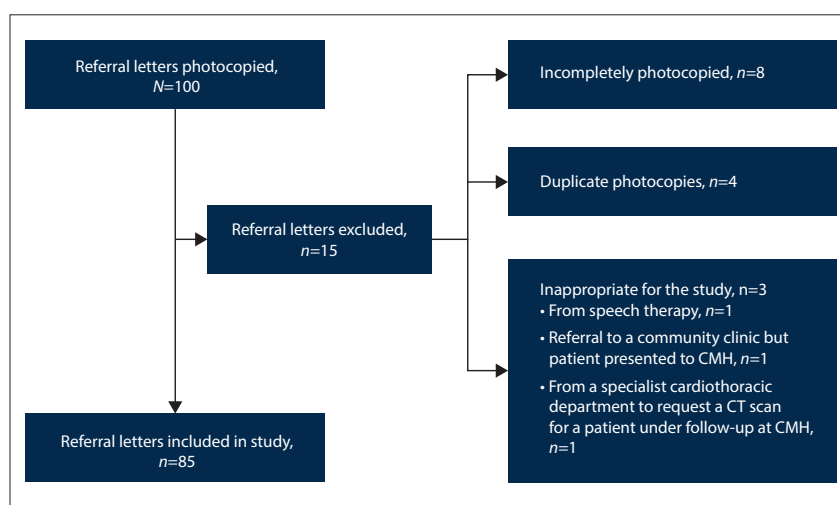 Referral letters photocopied,
N=100
Incompletely photocopied, n=8
Duplicate photocopies, n=4
Referral letters excluded,
n=15
Inappropriate for the study, n=3
• From speech therapy, n=1
• Referral to a community clinic but
patient presented to CMH, n=1
• From a specialist cardiothoracic
department to request a CT scan
for a patient under follow-up at CMH,
n=1
Referral letters included in study,
n=85